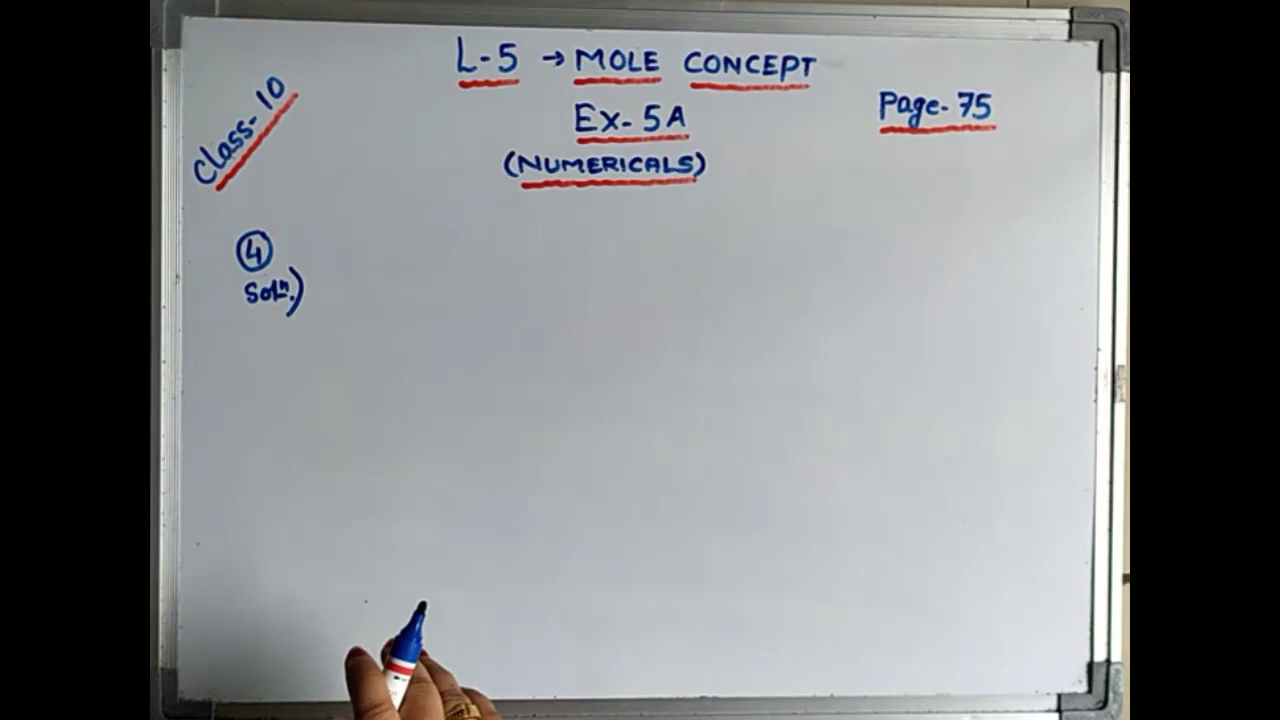 L-5 → MOLE CONCEPT
Class-10
Ex- 5A
Page- 75
(NUMERICALS)
4
Solⁿ.)